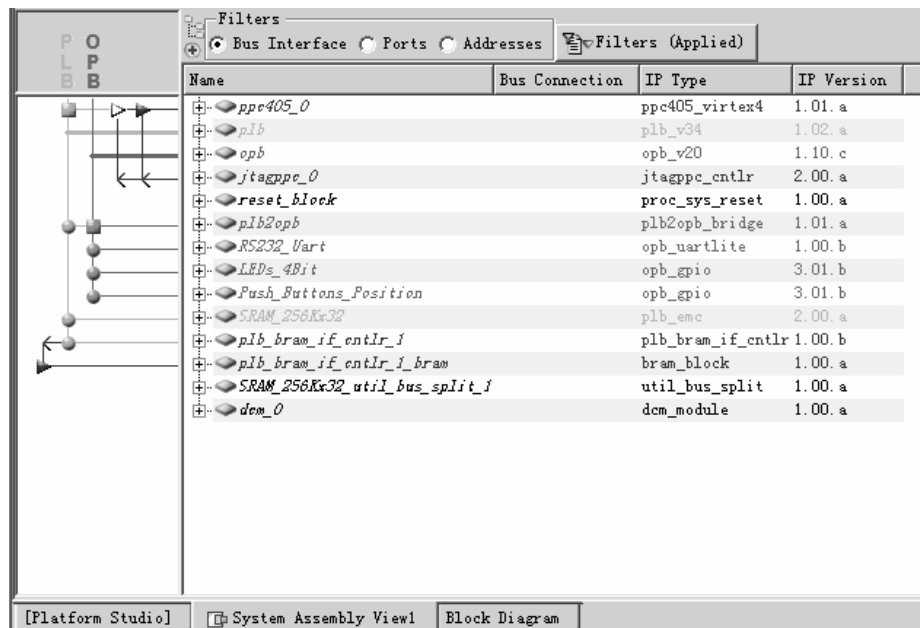 Filters
Bus Interface Ports Addresses Filters (Applied)
P O
L P
B B
Name Bus Connection IP Type IP Version
ppc405_0 ppc405_virtex4 1.01.a
plb plb_v34 1.02.a
opb opb_v20 1.10.c
jtagppc_0 jtagppc_cntlr 2.00.a
reset_block proc_sys_reset 1.00.a
plb2opb plb2opb_bridge 1.01.a
RS232_Uart opb_uartlite 1.00.b
LEDs_4Bit opb_gpio 3.01.b
Push_Buttons_Position opb_gpio 3.01.b
SRAM_256Kx32 plb_emc 2.00.a
plb_bram_if_cntlr_1 plb_bram_if_cntlr 1.00.b
plb_bram_if_cntlr_1_bram bram_block 1.00.a
SRAM_256Kx32_util_bus_split_1 util_bus_split 1.00.a
dcm_0 dcm_module 1.00.a
[Platform Studio] System Assembly View1 Block Diagram